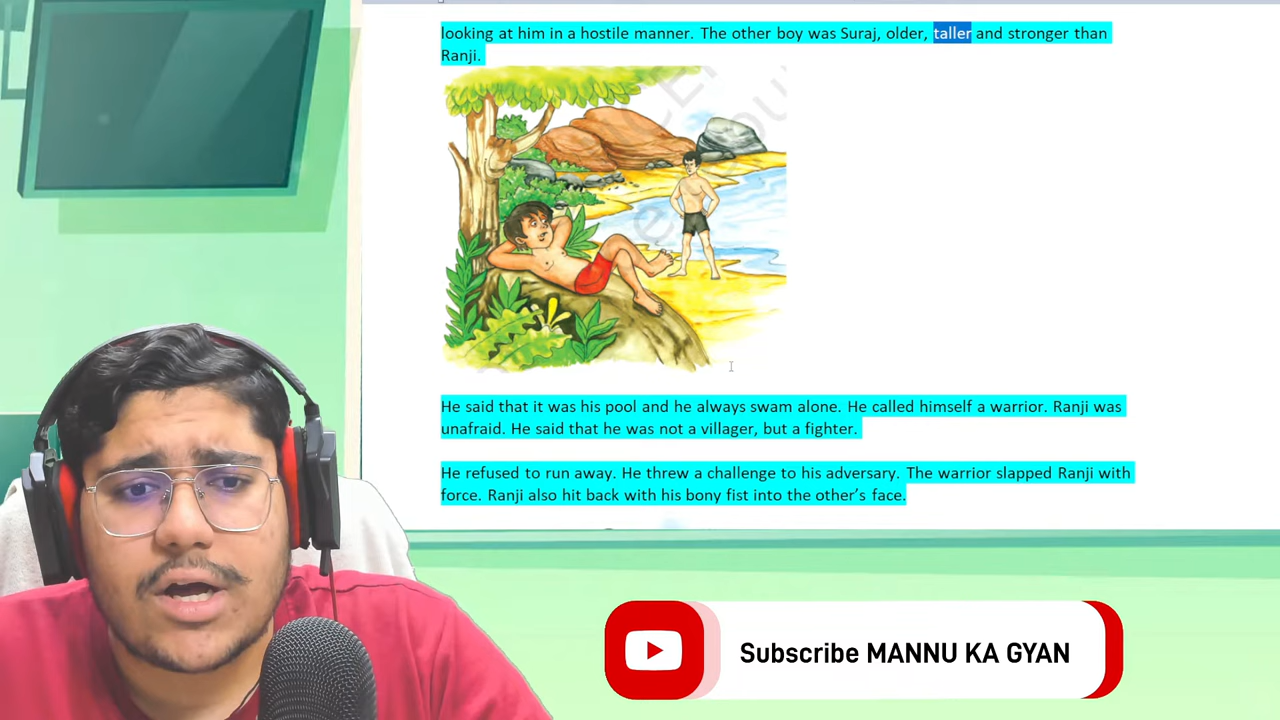 looking at him in a hostile manner. The other boy was Suraj, older, taller and stronger than
Ranji.
He said that it was his pool and he always swam alone. He called himself a warrior. Ranji was
unafraid. He said that he was not a villager, but a fighter.
He refused to run away. He threw a challenge to his adversary. The warrior slapped Ranji with
force. Ranji also hit back with his bony fist into the other’s face.
Subscribe MANNU KA GYAN